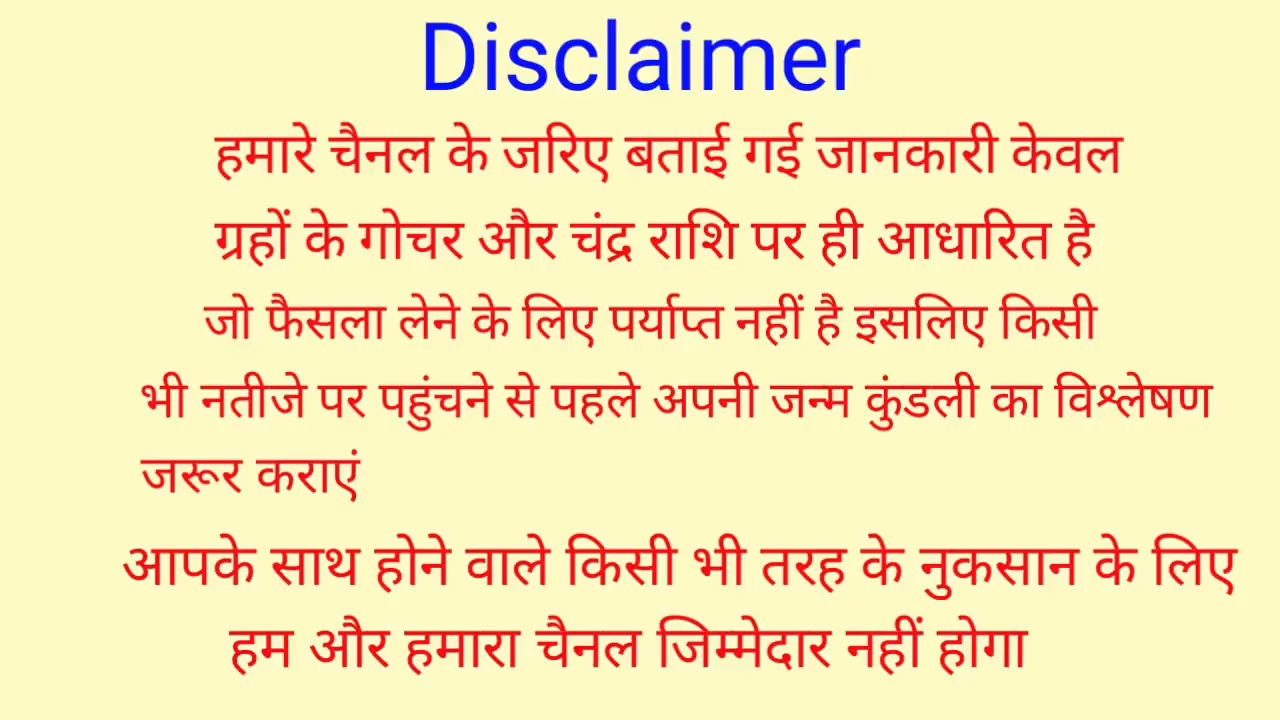 Disclaimer
हमारे चैनल के जरिए बताई गई जानकारी केवल
ग्रहों के गोचर और चंद्र राशि पर ही आधारित है
जो फैसला लेने के लिए पर्याप्त नहीं है इसलिए किसी
भी नतीजे पर पहुंचने से पहले अपनी जन्म कुंडली का विश्लेषण
जरूर कराएं
आपके साथ होने वाले किसी भी तरह के नुकसान के लिए
हम और हमारा चैनल जिम्मेदार नहीं होगा